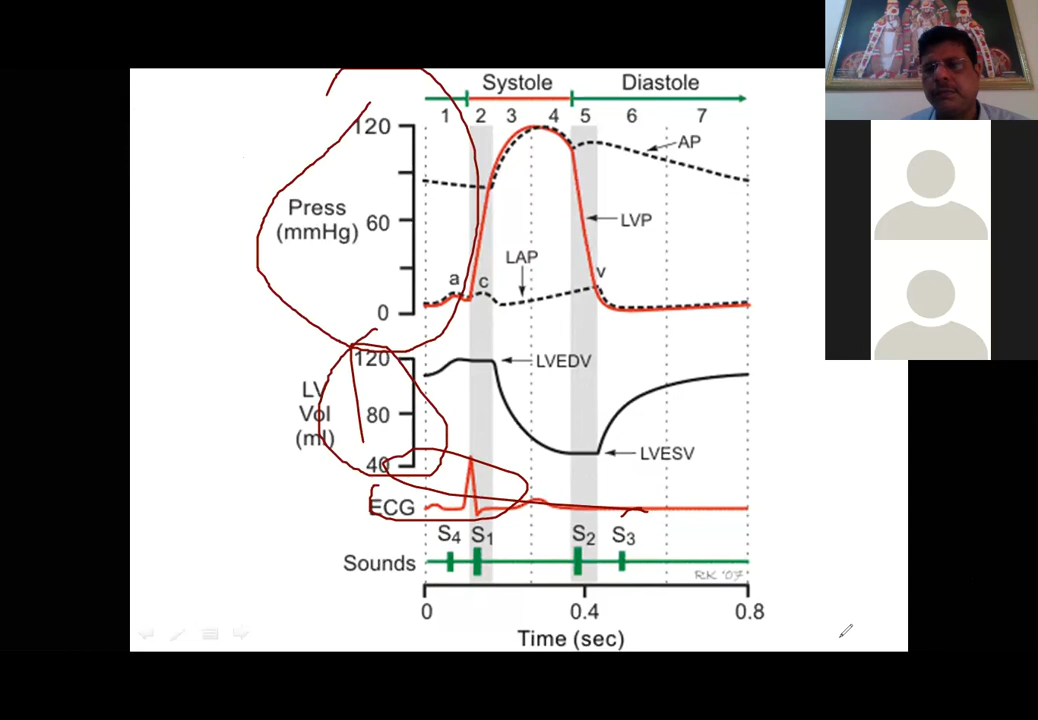 Systole Diastole
1 2 3 4 5 6 7
120
AP
Press
(mmHg)
60
LVP
LAP
a c v
0
120
LVEDV
LV
Vol
(ml)
80
40
LVESV
ECG
S4 S1 S2 S3
Sounds
RK '07
0 0.4 0.8
Time (sec)